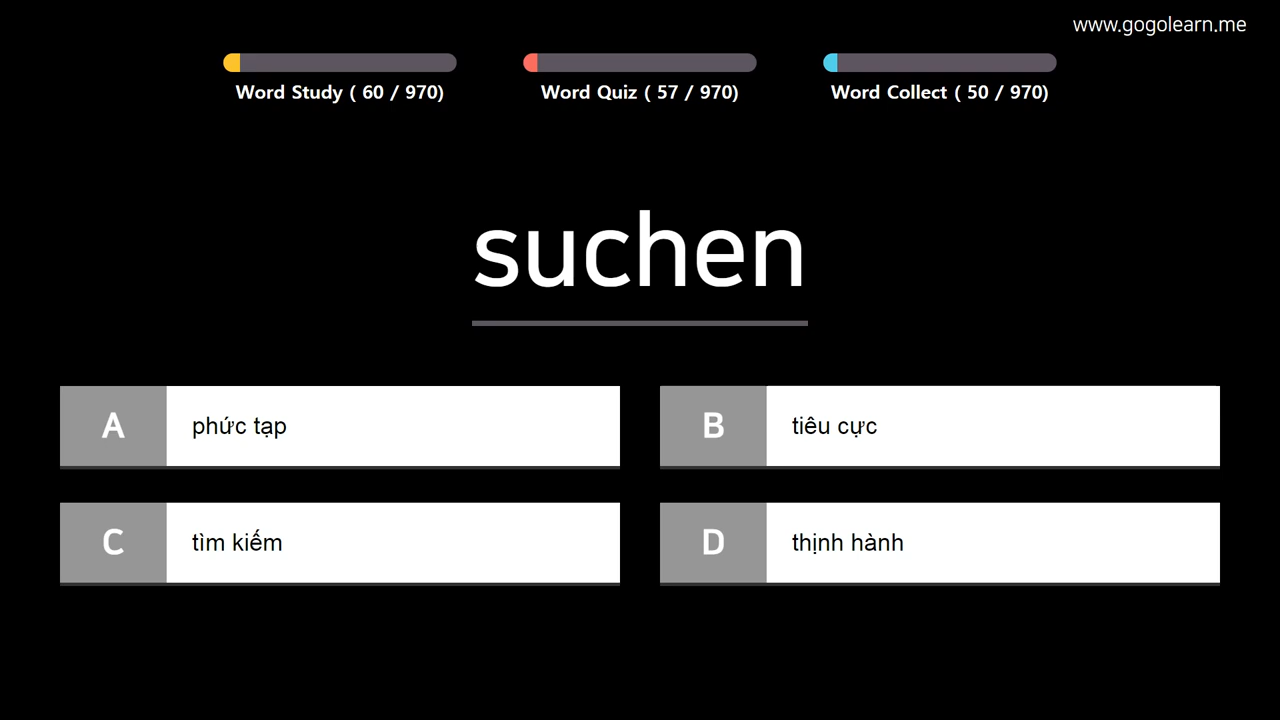 www.gogolearn.me
Word Study ( 60 / 970)
Word Quiz ( 57 / 970)
Word Collect ( 50 / 970)
suchen
A phức tạp
B tiêu cực
C tìm kiếm
D thịnh hành